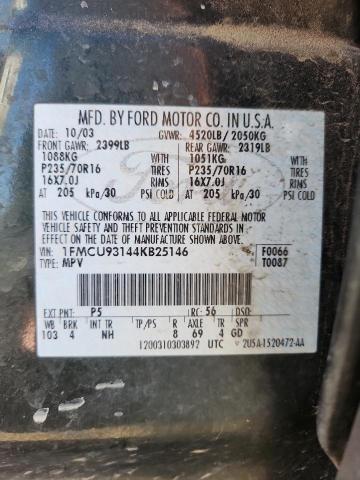 MFD. BY FORD MOTOR CO. IN U.S.A.
DATE: 10/03 GVWR: 4520LB/ 2050KG
FRONT GAWR: 2399LB REAR GAWR: 2319LB
1088KG WITH 1051KG WITH
P235/70R16 TIRES P235/70R16 TIRES
16X7.0J RIMS 16X7.0J RIMS
AT 205 kPa/30 PSI COLD AT 205 kPa/30 PSI COLD
THIS VEHICLE CONFORMS TO ALL APPLICABLE FEDERAL MOTOR
VEHICLE SAFETY AND THEFT PREVENTION STANDARDS IN
EFFECT ON THE DATE OF MANUFACTURE SHOWN ABOVE.
VIN: 1FMCU93144KB25146 F0066
TYPE: MPV T0087
EXT PNT: P5 RC: 56 DSO:
WB BRK INT TR TP/PS R AXLE TR SPR
103 4 NH 8 69 4 GD
1200310303892 UTC 2U5A-1520472-AA